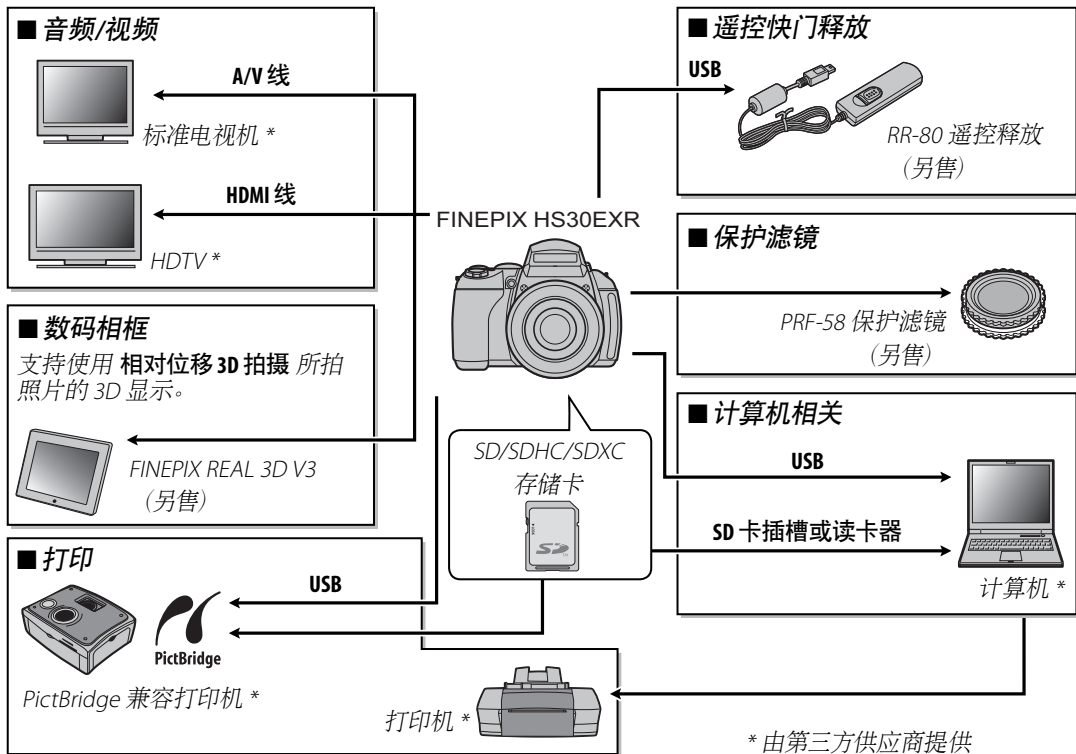 ■ 音频/视频
A/V 线
标准电视机 *
HDMI 线
HDTV *
■ 数码相框
支持使用 相对位移 3D 拍摄 所拍
照片的 3D 显示。
FINEPIX REAL 3D V3
(另售)
■ 打印
USB
PictBridge
PictBridge 兼容打印机 *
打印机 *
FINEPIX HS30EXR
SD/SDHC/SDXC
存储卡
SD
■ 遥控快门释放
USB
RR-80 遥控释放
(另售)
■ 保护滤镜
PRF-58 保护滤镜
(另售)
■ 计算机相关
USB
SD 卡插槽或读卡器
计算机 *
* 由第三方供应商提供